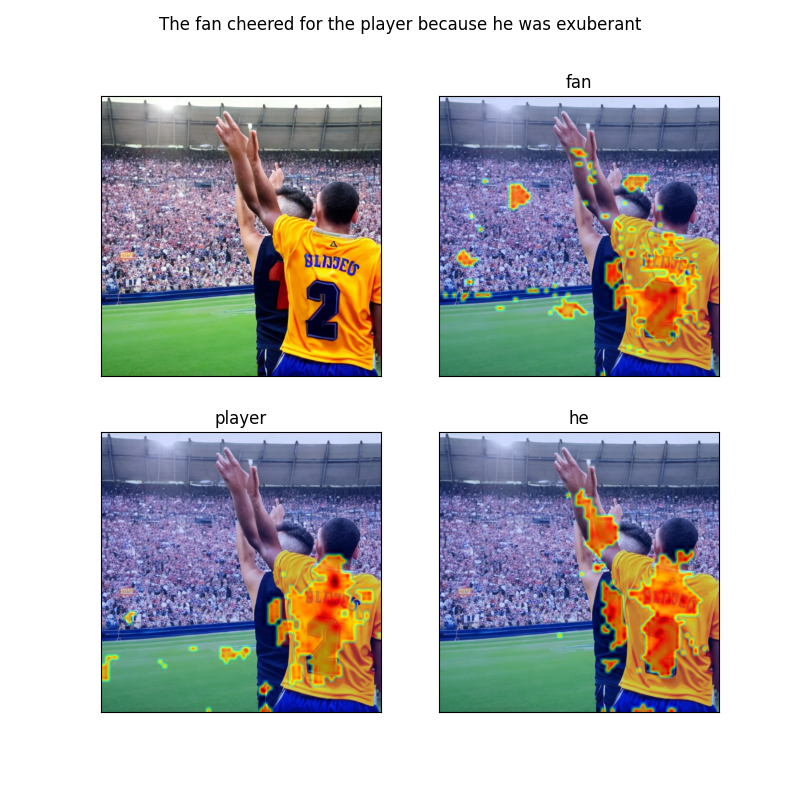 The fan cheered for the player because he was exuberant
fan
2
player
he